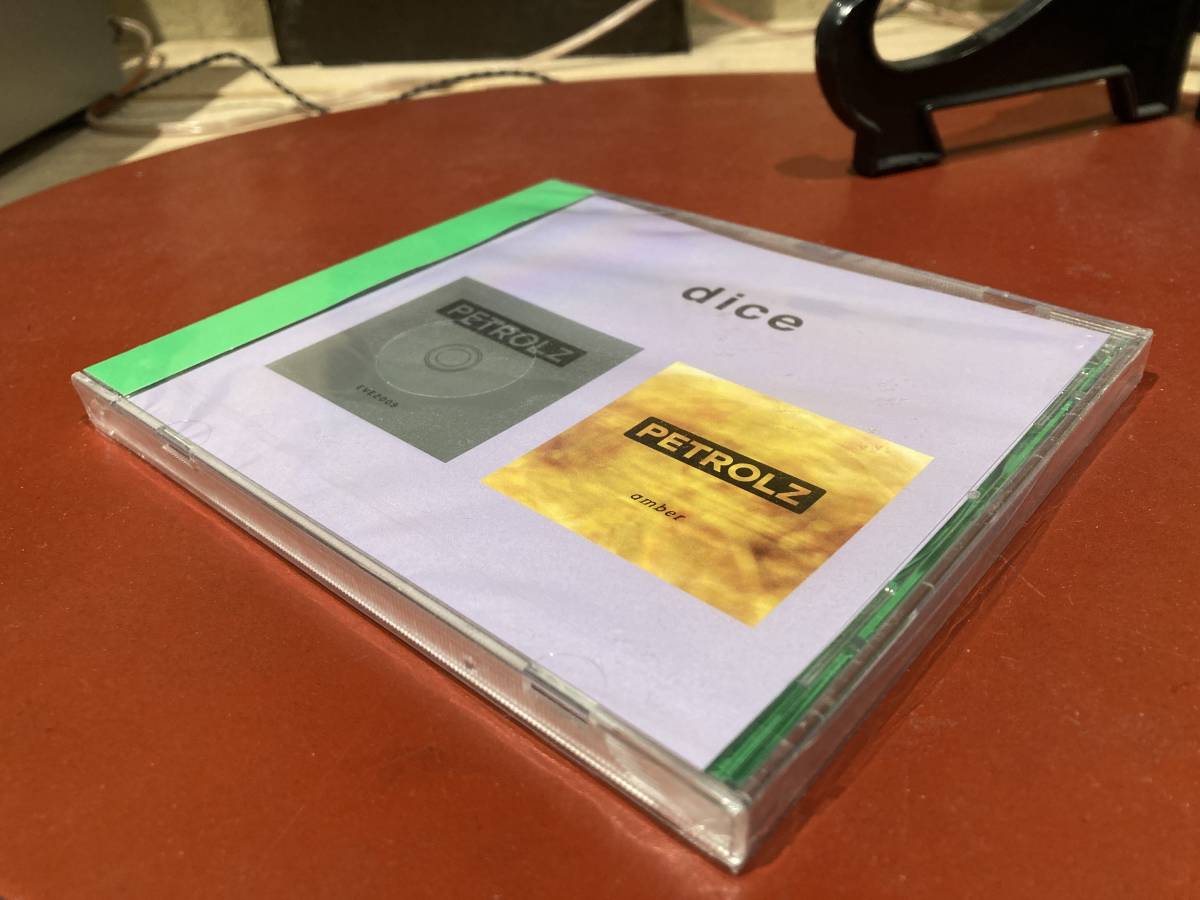 dice
PETROLZ
EVE2009
PETROLZ
amber